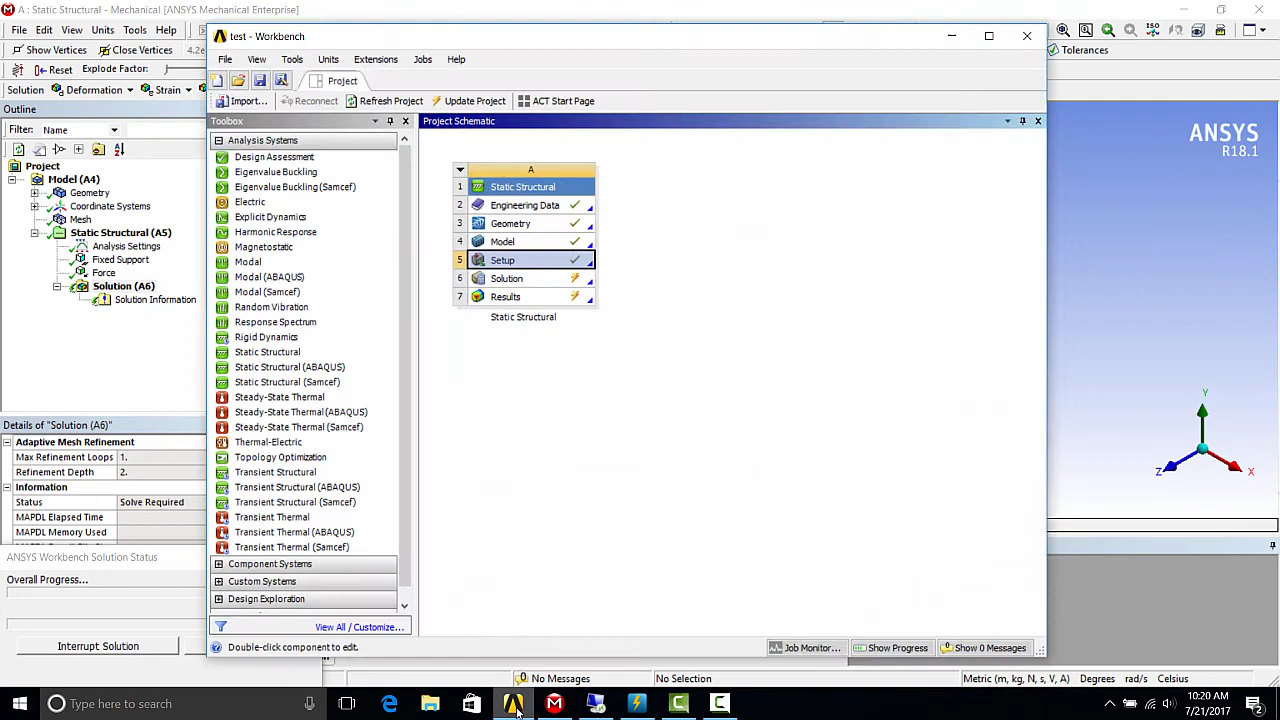 A : Static Structural - Mechanical [ANSYS Mechanical Enterprise]
File Edit View Units Tools Help
Show Vertices Close Vertices 4.2e
Reset Explode Factor:
Solution Deformation Strain
Tolerances
Outline
Filter: Name
Project
Model (A4)
Geometry
Coordinate Systems
Mesh
Static Structural (A5)
Analysis Settings
Fixed Support
Force
Solution (A6)
Solution Information
Details of "Solution (A6)"
Adaptive Mesh Refinement
Max Refinement Loops 1.
Refinement Depth 2.
Information
Status Solve Required
MAPDL Elapsed Time
MAPDL Memory Used
ANSYS Workbench Solution Status
Overall Progress...
Interrupt Solution
test - Workbench
File View Tools Units Extensions Jobs Help
Project
Import... Reconnect Refresh Project Update Project ACT Start Page
Toolbox
Analysis Systems
Design Assessment
Eigenvalue Buckling
Eigenvalue Buckling (Samcef)
Electric
Explicit Dynamics
Harmonic Response
Magnetostatic
Modal
Modal (ABAQUS)
Modal (Samcef)
Random Vibration
Response Spectrum
Rigid Dynamics
Static Structural
Static Structural (ABAQUS)
Static Structural (Samcef)
Steady-State Thermal
Steady-State Thermal (ABAQUS)
Steady-State Thermal (Samcef)
Thermal-Electric
Topology Optimization
Transient Structural
Transient Structural (ABAQUS)
Transient Structural (Samcef)
Transient Thermal
Transient Thermal (ABAQUS)
Transient Thermal (Samcef)
Component Systems
Custom Systems
Design Exploration
View All / Customize...
Project Schematic
A
1 Static Structural
2 Engineering Data
3 Geometry
4 Model
5 Setup
6 Solution
7 Results
Static Structural
Double-click component to edit.
Job Monitor... Show Progress Show 0 Messages
ANSYS
R18.1
Y
Z X
No Messages No Selection Metric (m, kg, N, s, V, A) Degrees rad/s Celsius
Type here to search
10:20 AM
7/21/2017
2